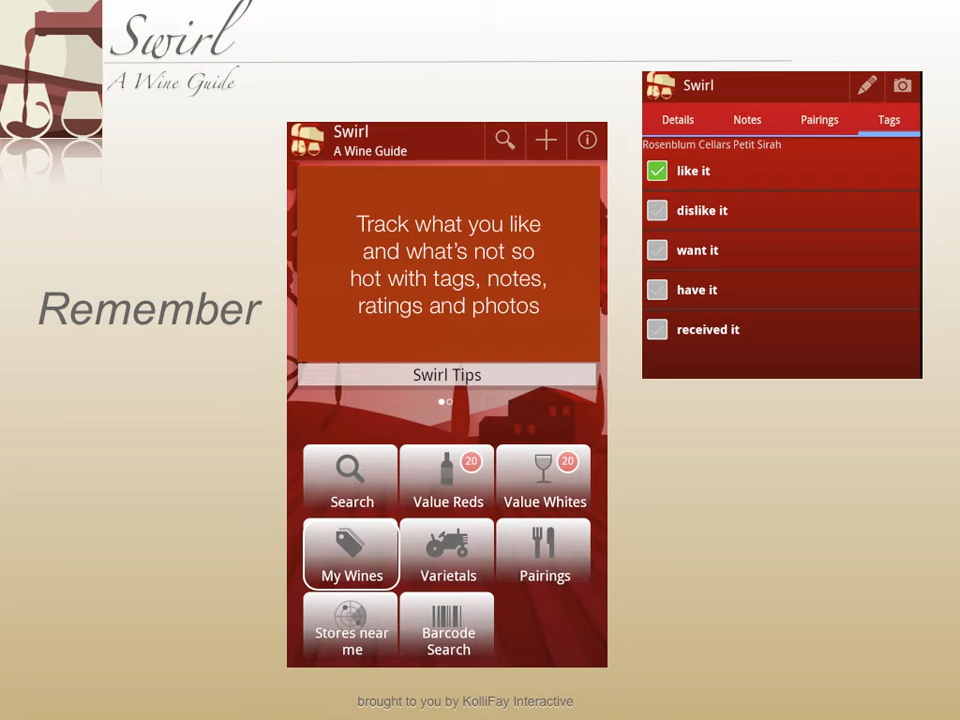 Swirl
A Wine Guide
Remember
Swirl
A Wine Guide
Track what you like
and what's not so
hot with tags, notes,
ratings and photos
Swirl Tips
20
20
Search
Value Reds
Value Whites
My Wines
Varietals
Pairings
Stores near
me
Barcode
Search
Swirl
Details
Notes
Pairings
Tags
Rosenblum Cellars Petit Sirah
like it
dislike it
want it
have it
received it
brought to you by KolliFay Interactive